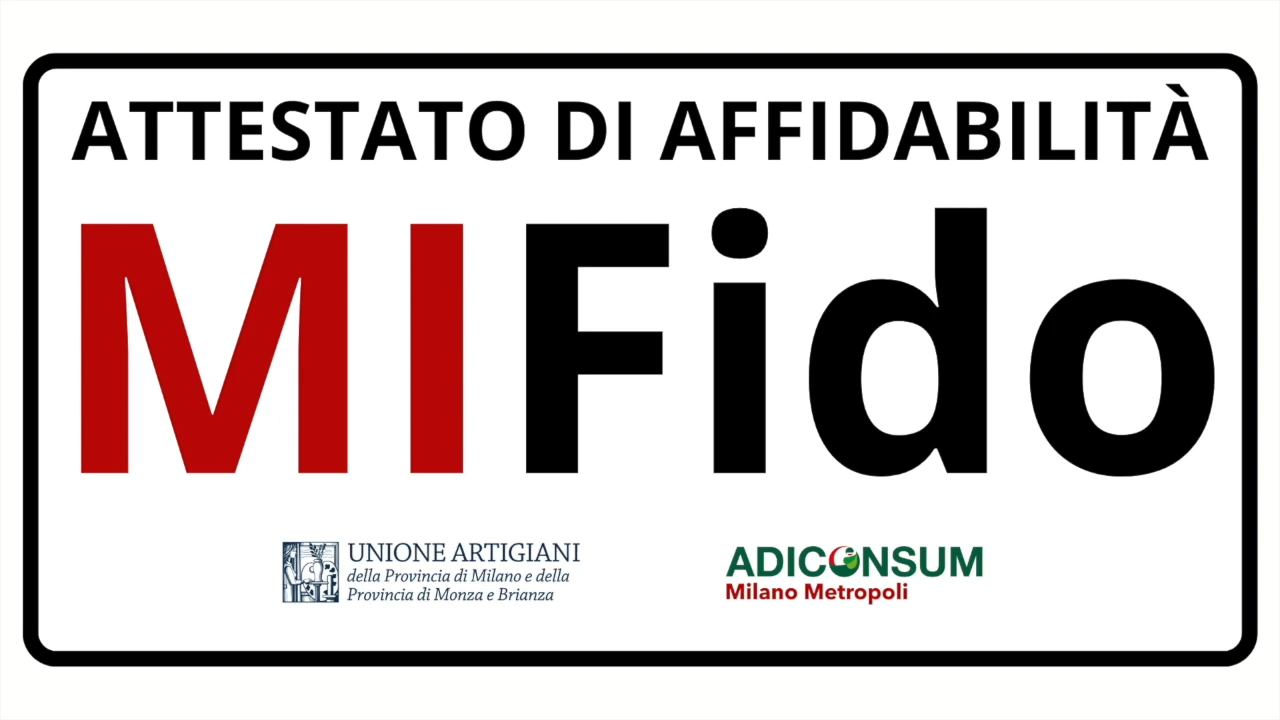 ATTESTATO DI AFFIDABILITÀ
MIFido
UNIONE ARTIGIANI
della Provincia di Milano e della
Provincia di Monza e Brianza
ADICONSUM
Milano Metropoli